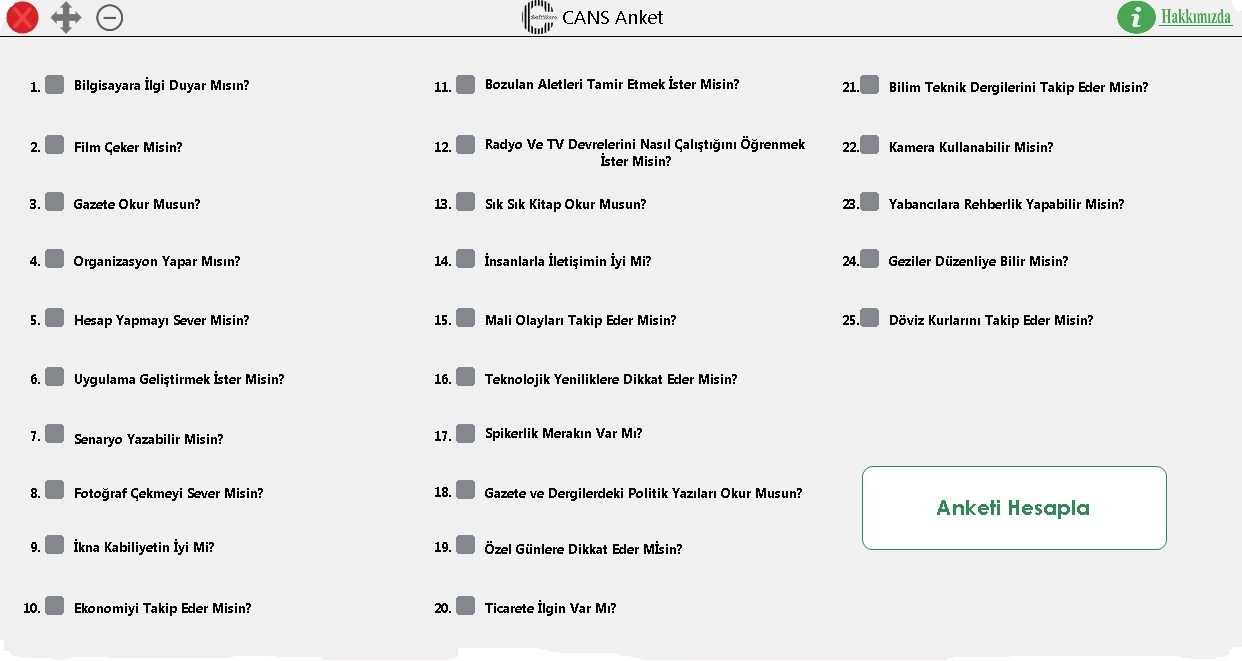 SoftWare
CANS Anket
Hakkımızda
1. Bilgisayara İlgi Duyar Mısın?
2. Film Çeker Misin?
3. Gazete Okur Musun?
4. Organizasyon Yapar Mısın?
5. Hesap Yapmayı Sever Misin?
6. Uygulama Geliştirmek İster Misin?
7. Senaryo Yazabilir Misin?
8. Fotoğraf Çekmeyi Sever Misin?
9. İkna Kabiliyetin İyi Mi?
10. Ekonomiyi Takip Eder Misin?
11. Bozulan Aletleri Tamir Etmek İster Misin?
12. Radyo Ve TV Devrelerini Nasıl Çalıştığını Öğrenmek
İster Misin?
13. Sık Sık Kitap Okur Musun?
14. İnsanlarla İletişimin İyi Mi?
15. Mali Olayları Takip Eder Misin?
16. Teknolojik Yeniliklere Dikkat Eder Misin?
17. Spikerlik Merakın Var Mı?
18. Gazete ve Dergilerdeki Politik Yazıları Okur Musun?
19. Özel Günlere Dikkat Eder Mİsin?
20. Ticarete İlgin Var Mı?
21. Bilim Teknik Dergilerini Takip Eder Misin?
22. Kamera Kullanabilir Misin?
23. Yabancılara Rehberlik Yapabilir Misin?
24. Geziler Düzenliye Bilir Misin?
25. Döviz Kurlarını Takip Eder Misin?
Anketi Hesapla